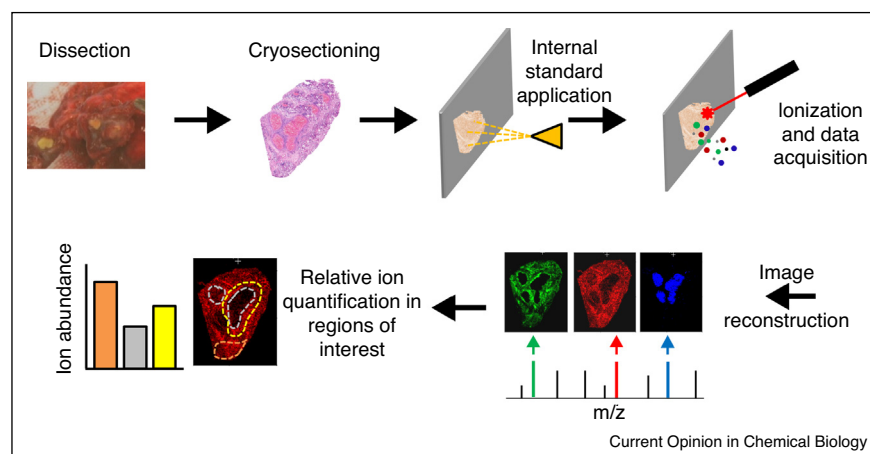 Dissection
Cryosectioning
Internal
standard
application
Ionization
and data
acquisition
Image
reconstruction
m/z
Relative ion
quantification in
regions of
interest
Ion abundance
Current Opinion in Chemical Biology